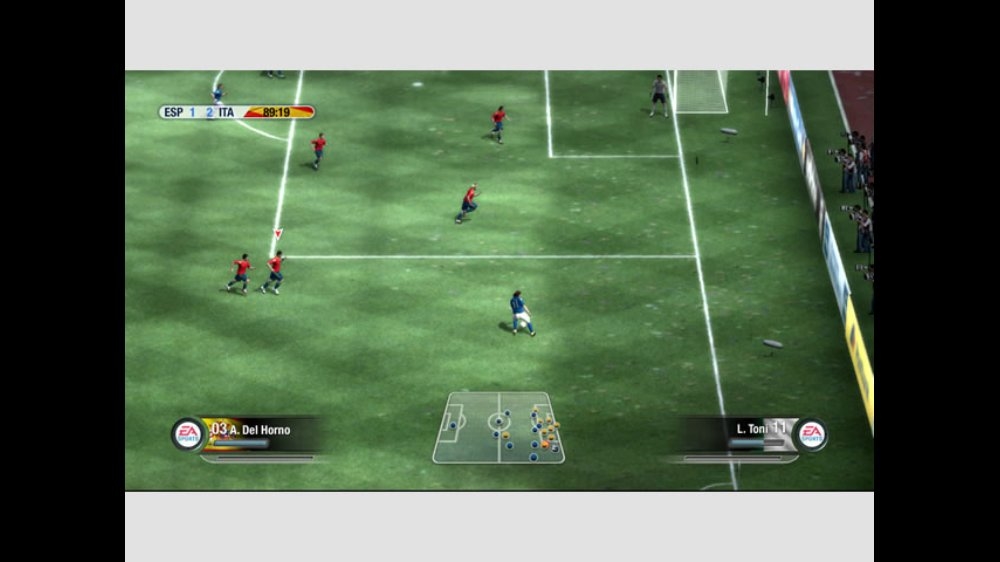 ESP 1 2 ITA 89:19
EA SPORTS 03 A. Del Horno
L. Toni 11 EA SPORTS